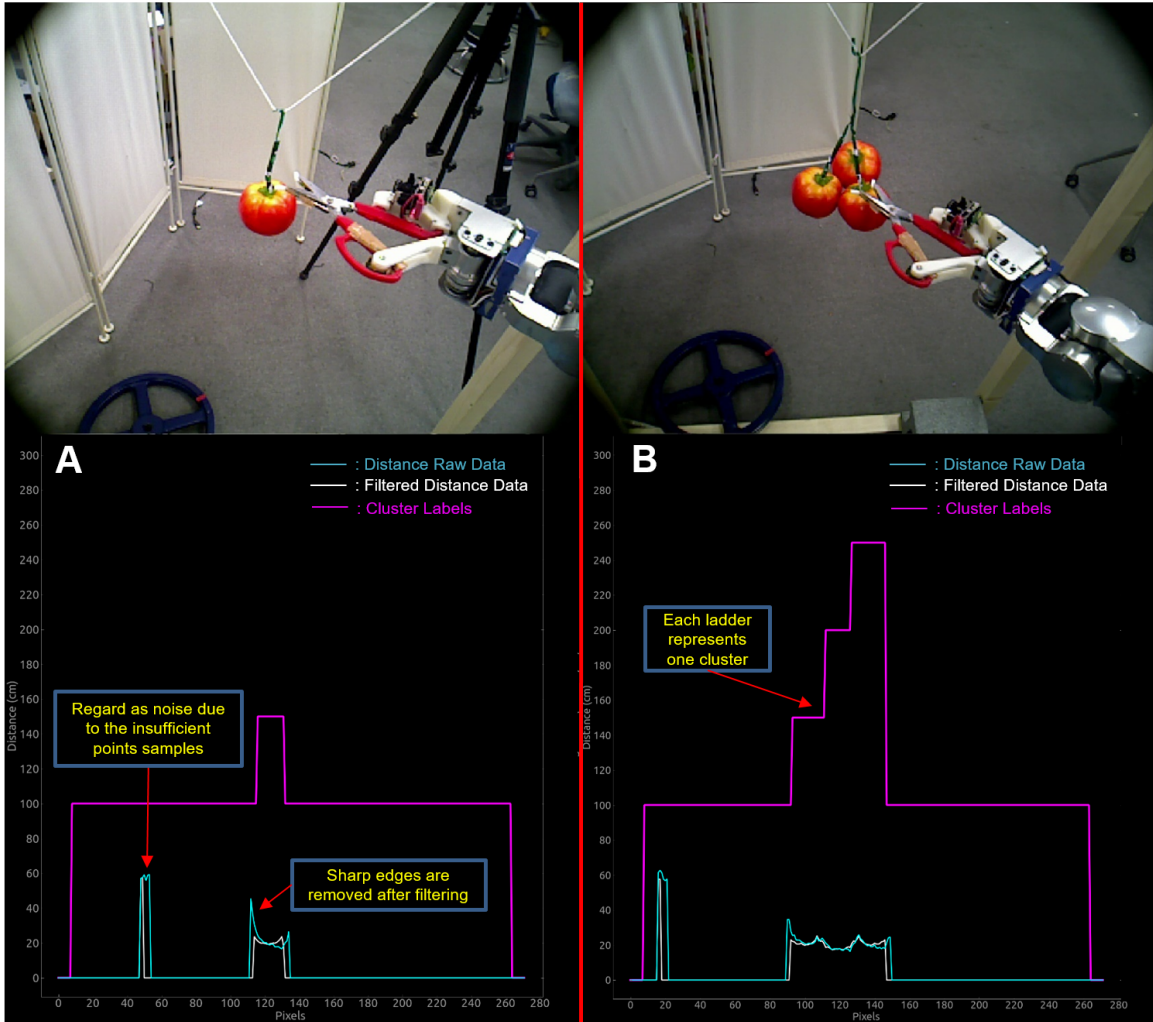 A
: Distance Raw Data
: Filtered Distance Data
: Cluster Labels
300
280
260
240
220
200
180
160
140
120
100
80
60
40
20
0
Distance (cm)
Regard as noise due
to the insufficient
points samples
Sharp edges are
removed after filtering
0 20 40 60 80 100 120 140 160 180 200 220 240 260 280
Pixels
B
: Distance Raw Data
: Filtered Distance Data
: Cluster Labels
300
280
260
240
220
200
180
160
140
120
100
80
60
40
20
0
Distance (cm)
Each ladder
represents
one cluster
0 20 40 60 80 100 120 140 160 180 200 220 240 260 280
Pixels